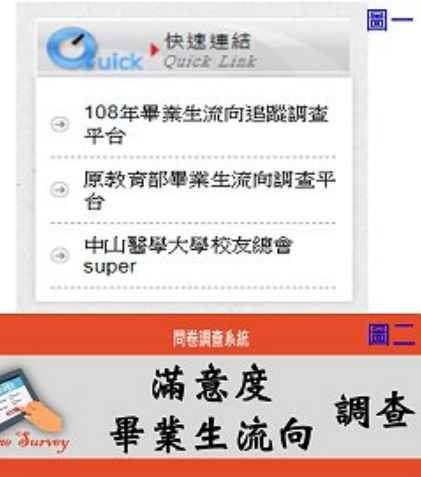 圖一
Quick
快速連結
Quick Link
108年畢業生流向追蹤調查
平台
原教育部畢業生流向調查平
台
中山醫學大學校友總會
super
問卷調查系統
圖二
滿意度
畢業生流向
調查
Survey